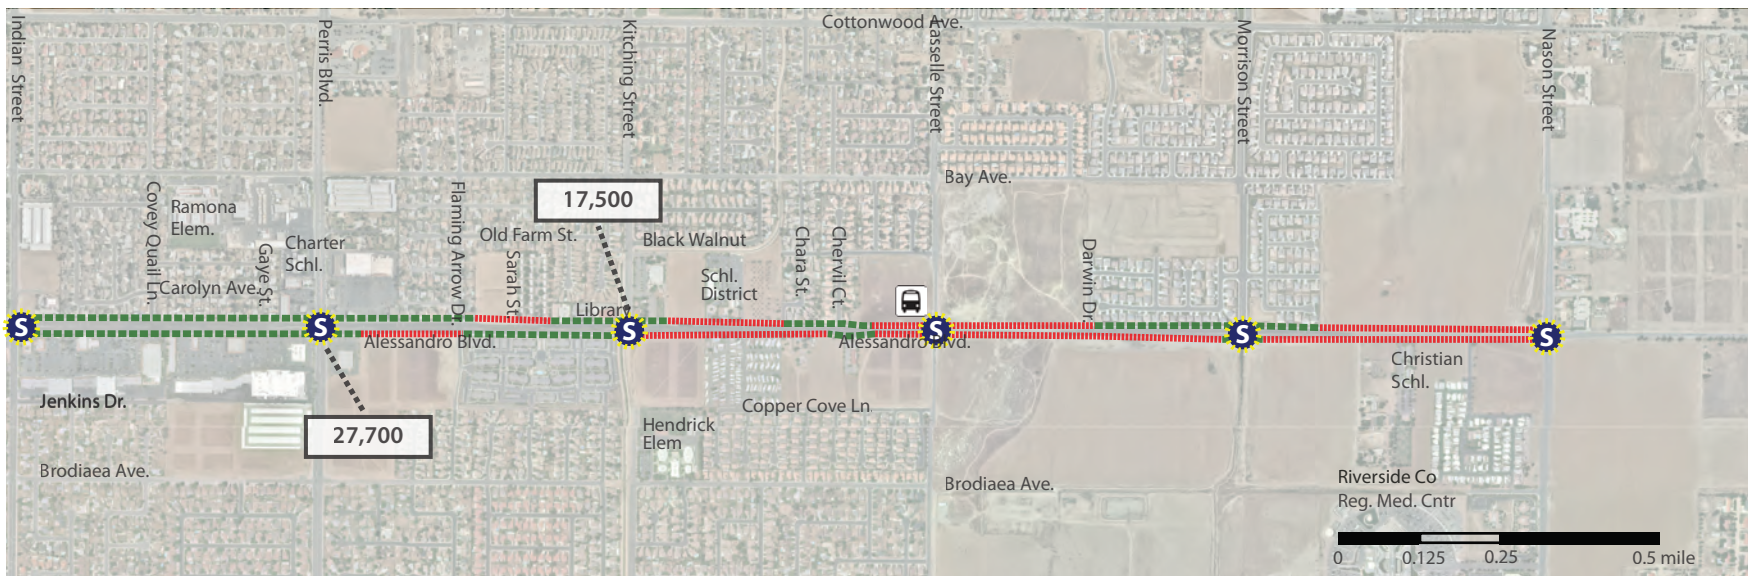 Cottonwood Ave.
Indian Street
Perris Blvd.
Kitching Street
Lasselle Street
Morrison Street
Nason Street
Bay Ave.
Covey Quail Ln.
Ramona
Elem.
Gaye St.
Charter
Schl.
Carolyn Ave.
Flaming Arrow Dr.
17,500
Old Farm St.
Sarah St.
Black Walnut
Library
Schl.
District
Chara St.
Chervil Ct.
Darwin Dr.
S
S
S
S
S
S
Alessandro Blvd.
Alessandro Blvd.
Christian
Schl.
Jenkins Dr.
27,700
Copper Cove Ln.
Hendrick
Elem
Brodiaea Ave.
Brodiaea Ave.
Riverside Co
Reg. Med. Cntr
0 0.125 0.25 0.5 mile